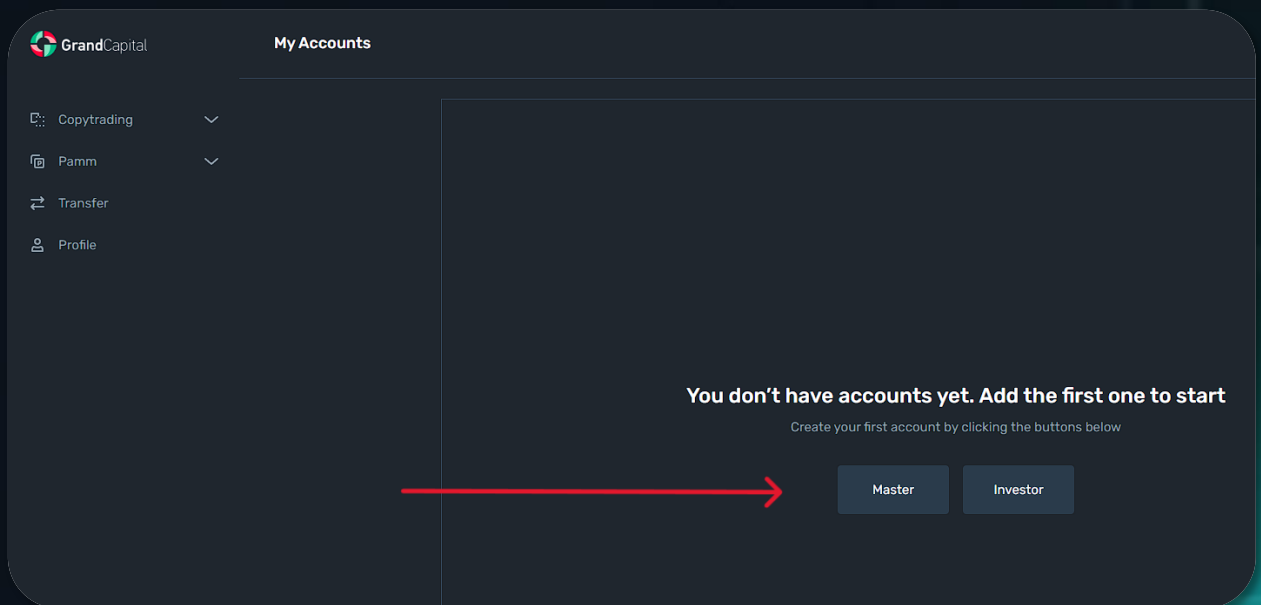 GrandCapital
My Accounts
Copytrading
Pamm
Transfer
Profile
You don't have accounts yet. Add the first one to start
Create your first account by clicking the buttons below
Master
Investor